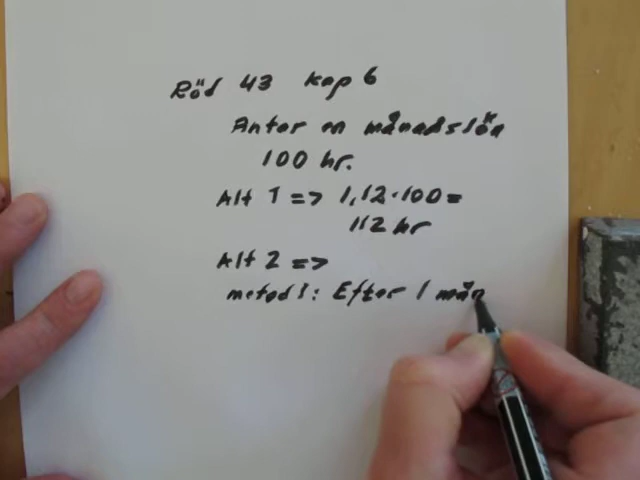 Röd 43 kap 6
Antar en månadslön
100 kr.
Alt 1 => 1,12·100=
112 kr
Alt 2 =>
metod 1: Efter 1 mån